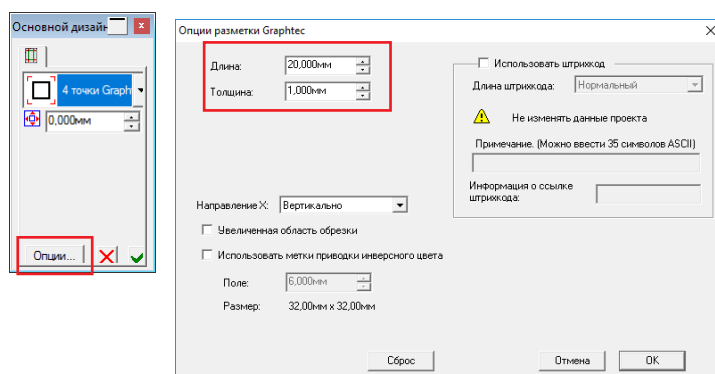 Основной дизайн
4 точки Graph
0,000мм
Опции...
Опции разметки Graphtec
Длина: 20,000мм
Толщина: 1,000мм
Использовать штрихкод
Длина штрихкода: Нормальный
Не изменять данные проекта
Примечание. (Можно ввести 35 символов ASCII)
Информация о ссылке
штрихкода:
Направление X: Вертикально
Увеличенная область обрезки
Использовать метки приводки инверсного цвета
Поле: 6,000мм
Размер: 32,00мм x 32,00мм
Сброс
Отмена
OK